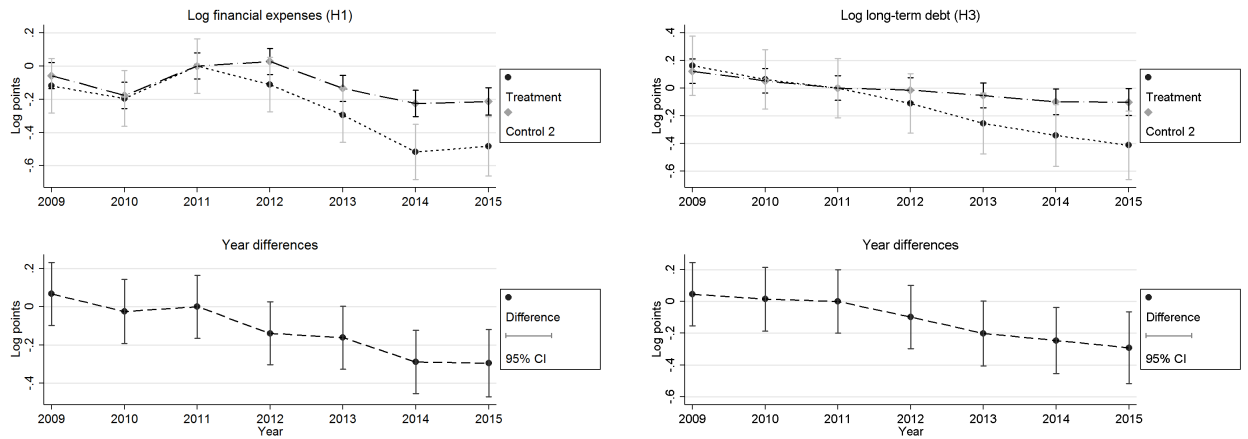 Log financial expenses (H1)
Log points
.2
0
-.2
-.4
-.6
2009 2010 2011 2012 2013 2014 2015
Year
Treatment
Control 2
Log long-term debt (H3)
Log points
.4
.2
0
-.2
-.4
-.6
2009 2010 2011 2012 2013 2014 2015
Year
Treatment
Control 2
Year differences
Log points
.2
0
-.2
-.4
2009 2010 2011 2012 2013 2014 2015
Year
Difference
95% CI
Year differences
Log points
.2
0
-.2
-.4
-.6
2009 2010 2011 2012 2013 2014 2015
Year
Difference
95% CI